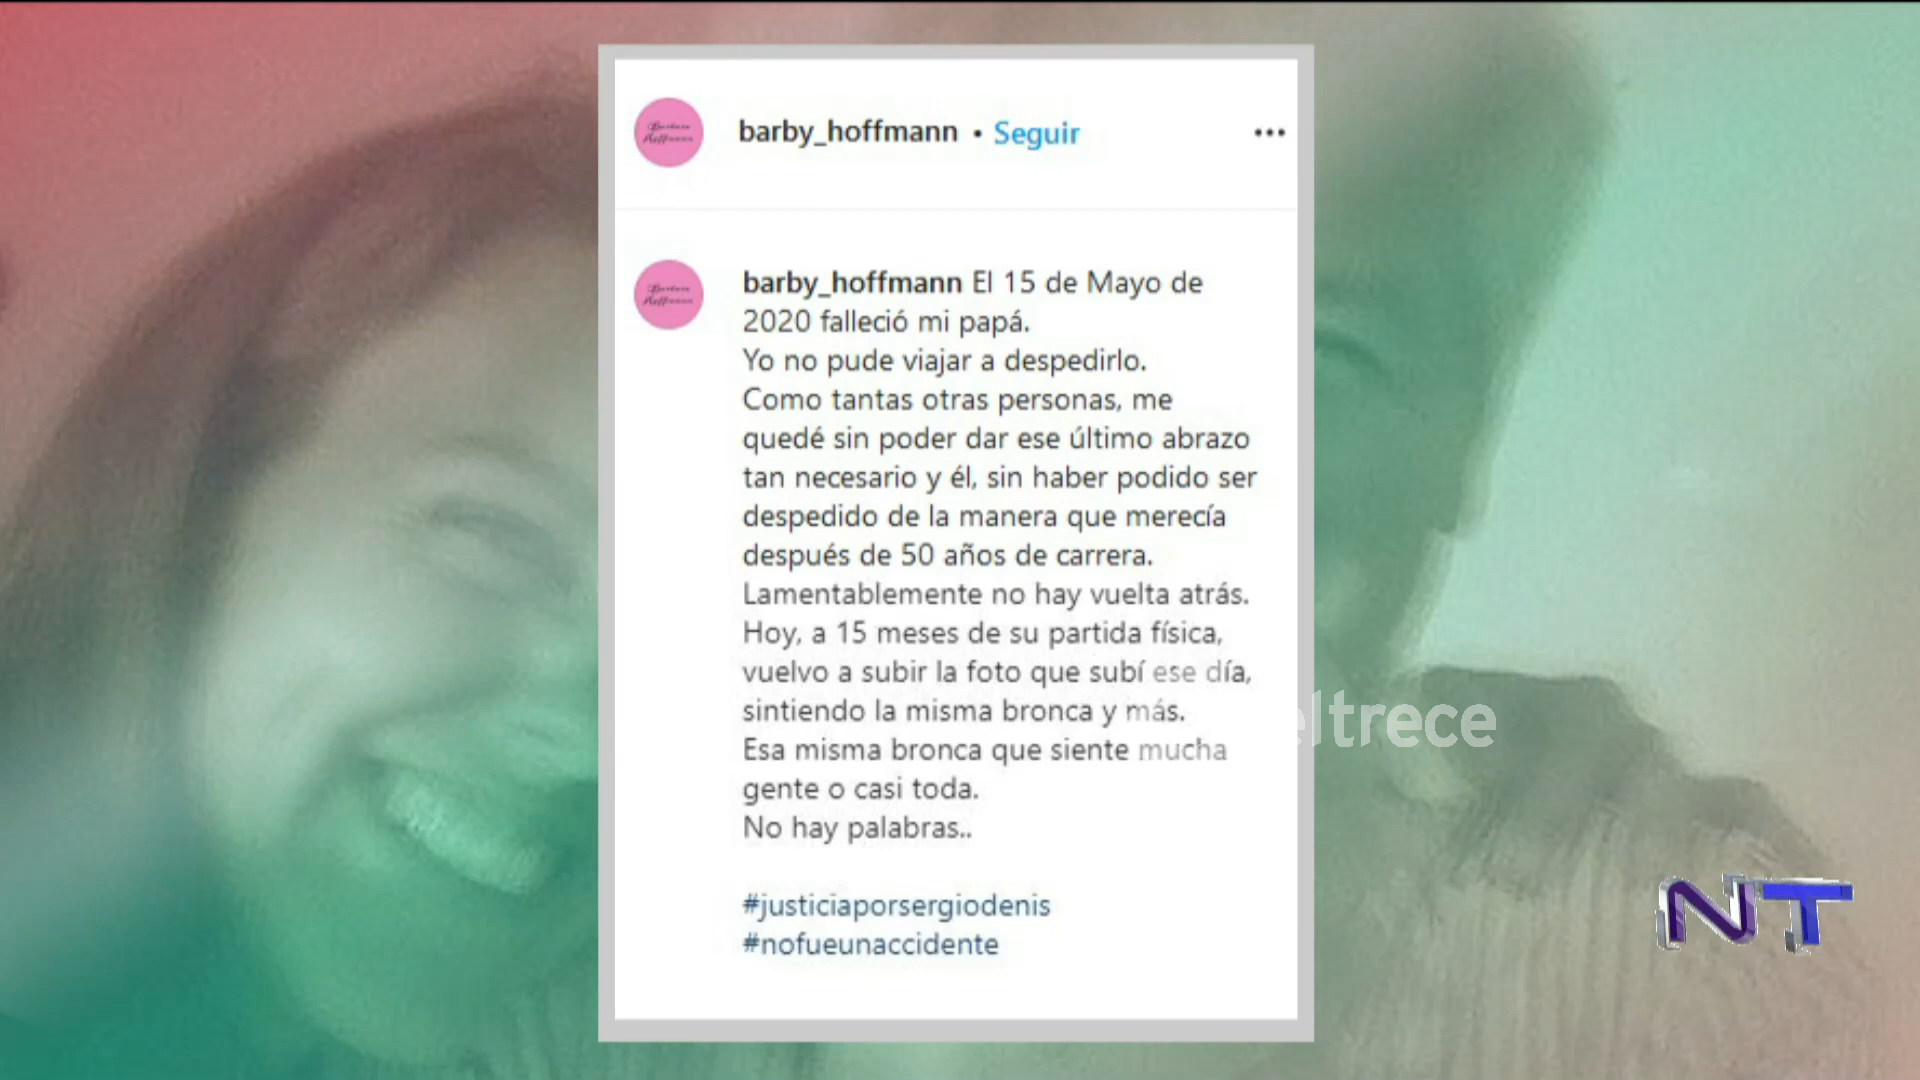 Barbara
Hoffmann
barby_hoffmann • Seguir
Barbara
Hoffmann
barby_hoffmann El 15 de Mayo de
2020 falleció mi papá.
Yo no pude viajar a despedirlo.
Como tantas otras personas, me
quedé sin poder dar ese último abrazo
tan necesario y él, sin haber podido ser
despedido de la manera que merecía
después de 50 años de carrera.
Lamentablemente no hay vuelta atrás.
Hoy, a 15 meses de su partida física,
vuelvo a subir la foto que subí ese día,
sintiendo la misma bronca y más.
Esa misma bronca que siente mucha
gente o casi toda.
No hay palabras..
#justiciaporsergiodenis
#nofueunaccidente
eltrece
NT